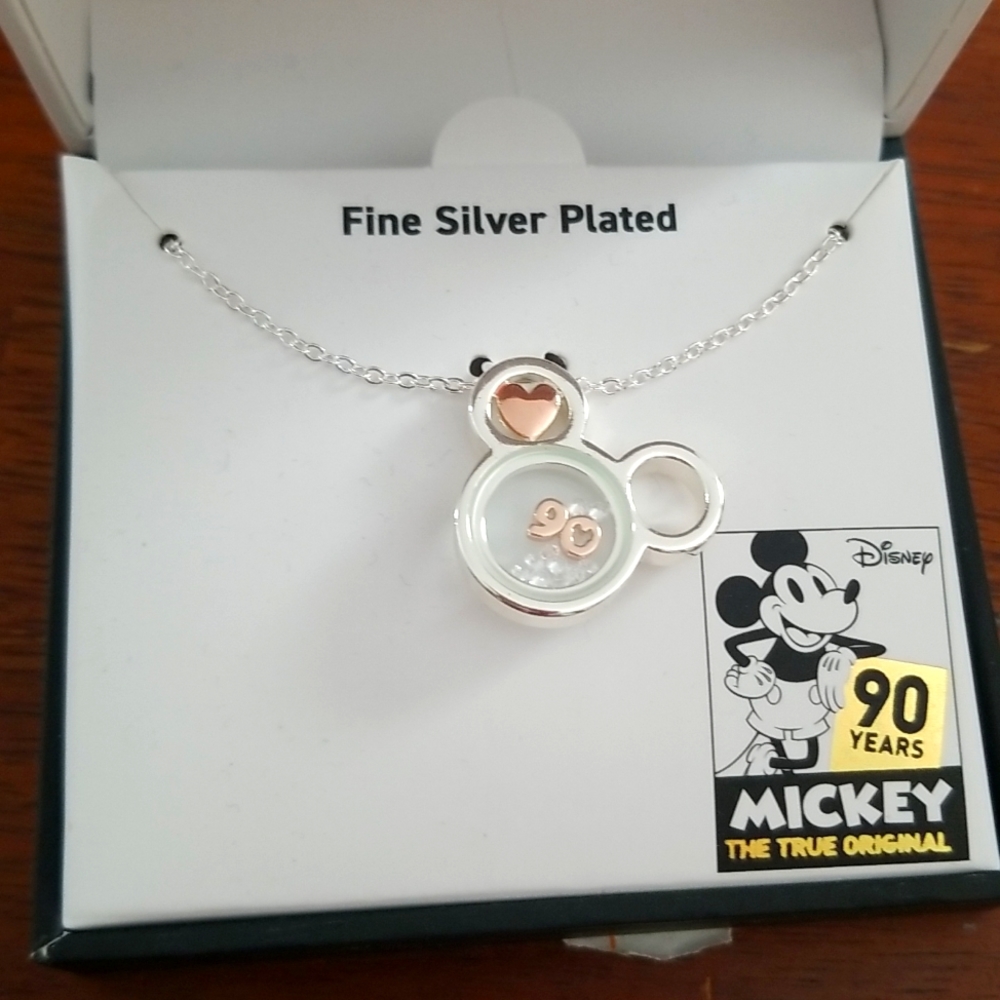 Fine Silver Plated
90
Disney
90
YEARS
MICKEY
THE TRUE ORIGINAL